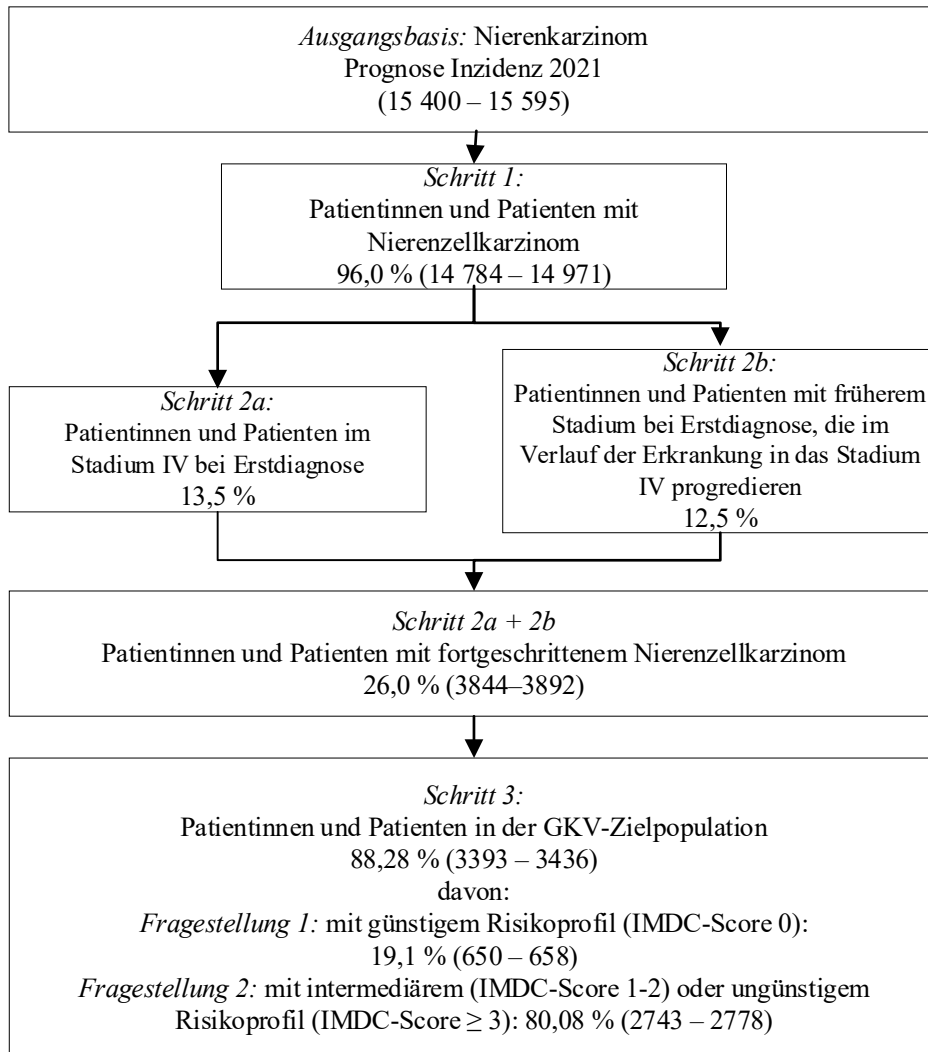 Ausgangsbasis: Nierenkarzinom
Prognose Inzidenz 2021
(15 400 – 15 595)
Schritt 1:
Patientinnen und Patienten mit
Nierenzellkarzinom
96,0 % (14 784 – 14 971)
Schritt 2a:
Patientinnen und Patienten im
Stadium IV bei Erstdiagnose
13,5 %
Schritt 2b:
Patientinnen und Patienten mit früherem
Stadium bei Erstdiagnose, die im
Verlauf der Erkrankung in das Stadium
IV progredieren
12,5 %
Schritt 2a + 2b
Patientinnen und Patienten mit fortgeschrittenem Nierenzellkarzinom
26,0 % (3844–3892)
Schritt 3:
Patientinnen und Patienten in der GKV-Zielpopulation
88,28 % (3393 – 3436)
davon:
Fragestellung 1: mit günstigem Risikoprofil (IMDC-Score 0):
19,1 % (650 – 658)
Fragestellung 2: mit intermediärem (IMDC-Score 1-2) oder ungünstigem
Risikoprofil (IMDC-Score ≥ 3): 80,08 % (2743 – 2778)